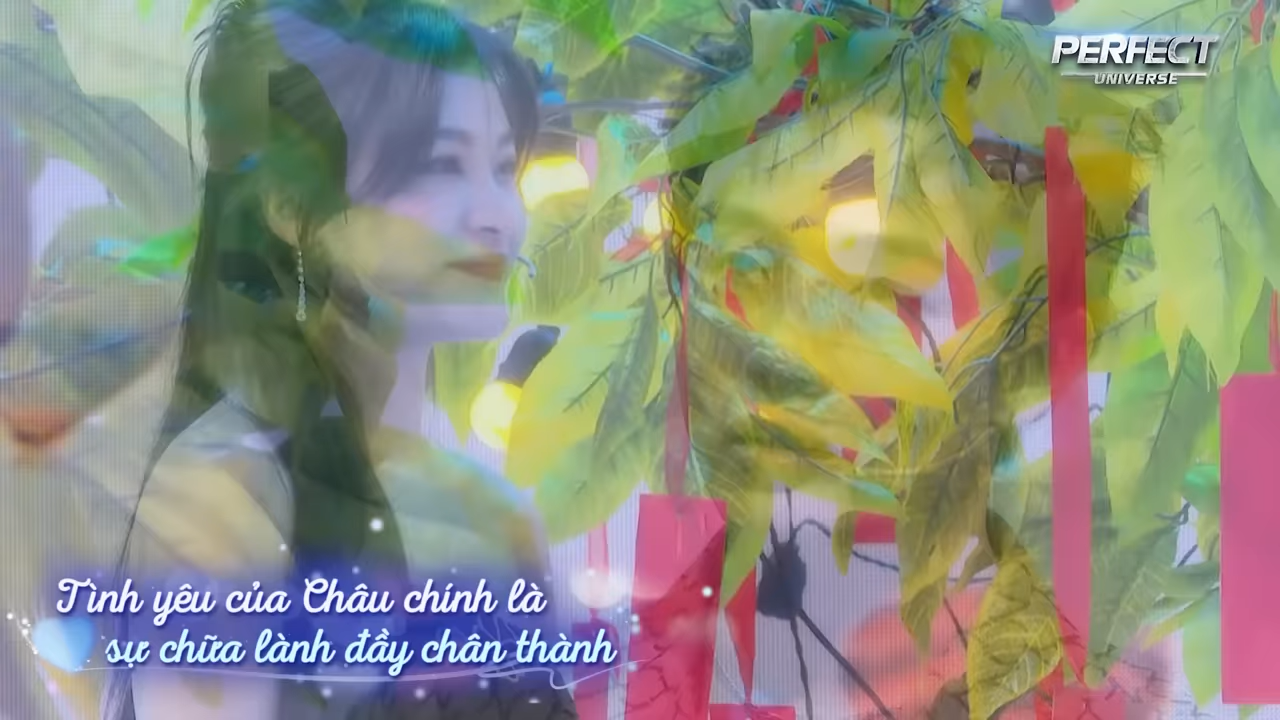 PERFECT
UNIVERSE
Tình yêu của Châu chính là
sự chữa lành đầy chân thành